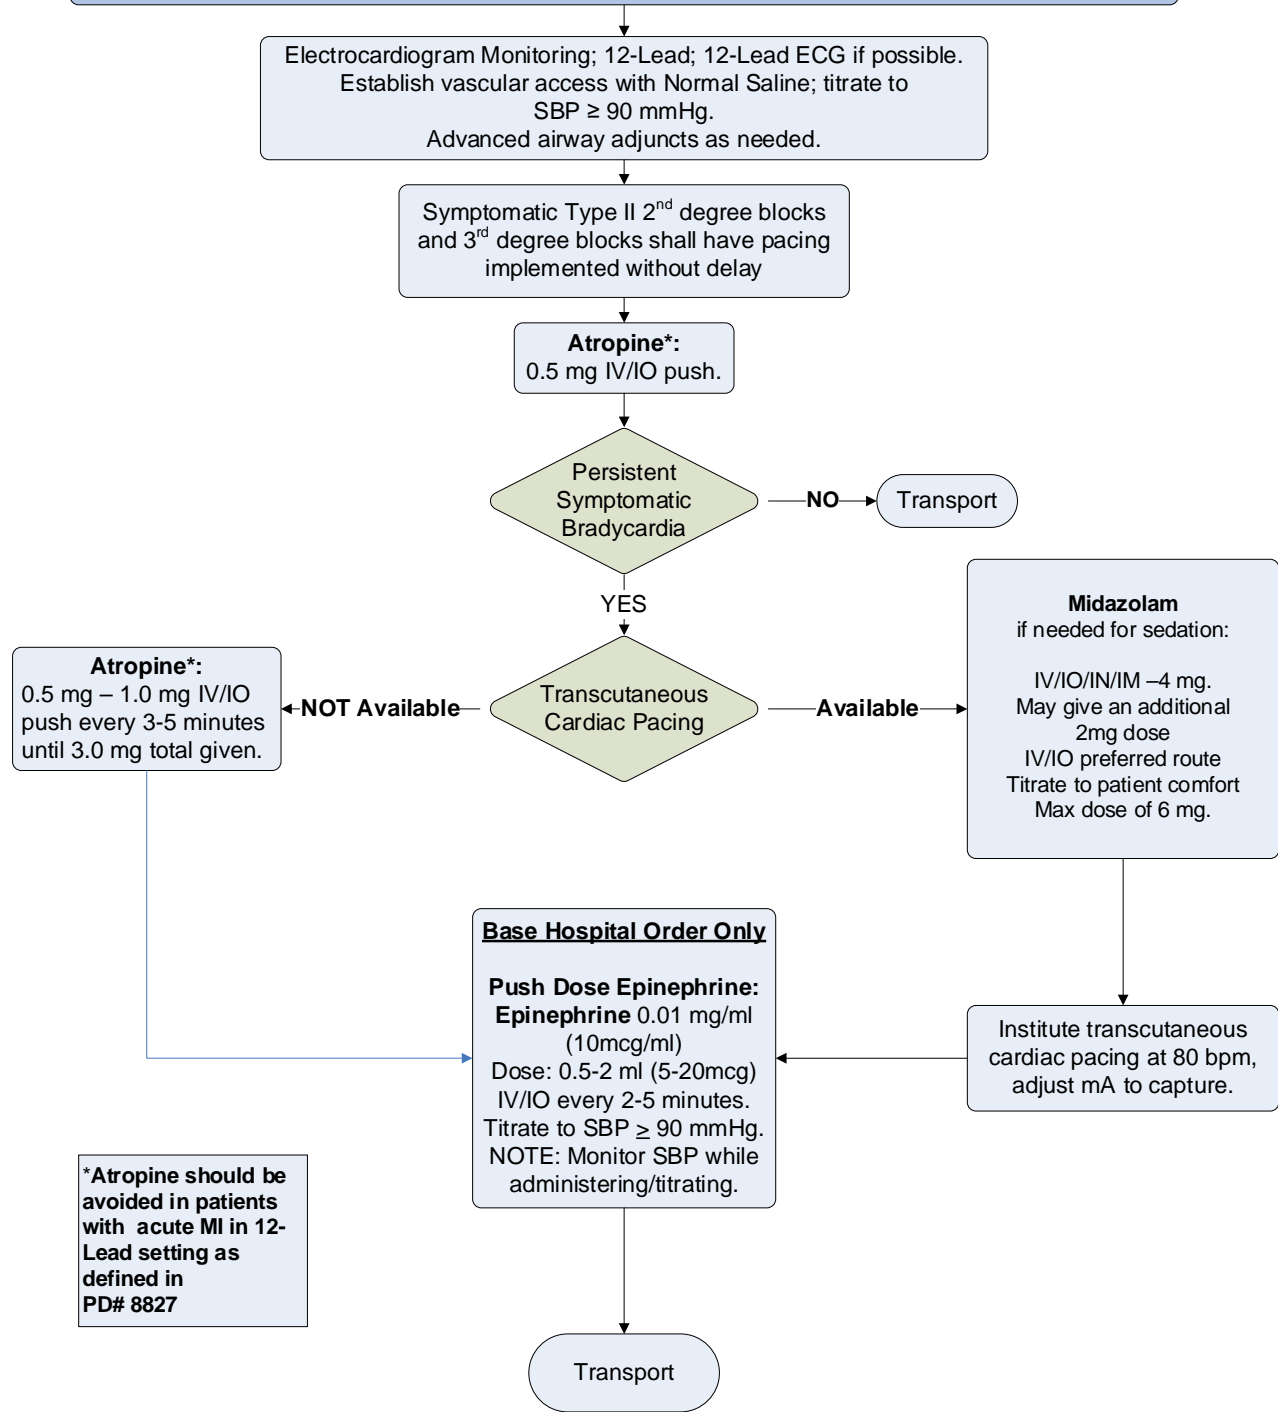 Electrocardiogram Monitoring; 12-Lead; 12-Lead ECG if possible.
Establish vascular access with Normal Saline; titrate to
SBP ≥ 90 mmHg.
Advanced airway adjuncts as needed.
Symptomatic Type II 2nd degree blocks
and 3rd degree blocks shall have pacing
implemented without delay
Atropine*:
0.5 mg IV/IO push.
Persistent
Symptomatic
Bradycardia
NO
Transport
YES
Transcutaneous
Cardiac Pacing
NOT Available
Available
Atropine*:
0.5 mg – 1.0 mg IV/IO
push every 3-5 minutes
until 3.0 mg total given.
Midazolam
if needed for sedation:
IV/IO/IN/IM –4 mg.
May give an additional
2mg dose
IV/IO preferred route
Titrate to patient comfort
Max dose of 6 mg.
Institute transcutaneous
cardiac pacing at 80 bpm,
adjust mA to capture.
Base Hospital Order Only
Push Dose Epinephrine:
Epinephrine 0.01 mg/ml
(10mcg/ml)
Dose: 0.5-2 ml (5-20mcg)
IV/IO every 2-5 minutes.
Titrate to SBP ≥ 90 mmHg.
NOTE: Monitor SBP while
administering/titrating.
*Atropine should be
avoided in patients
with  acute MI in 12-
Lead setting as
defined in
PD# 8827
Transport